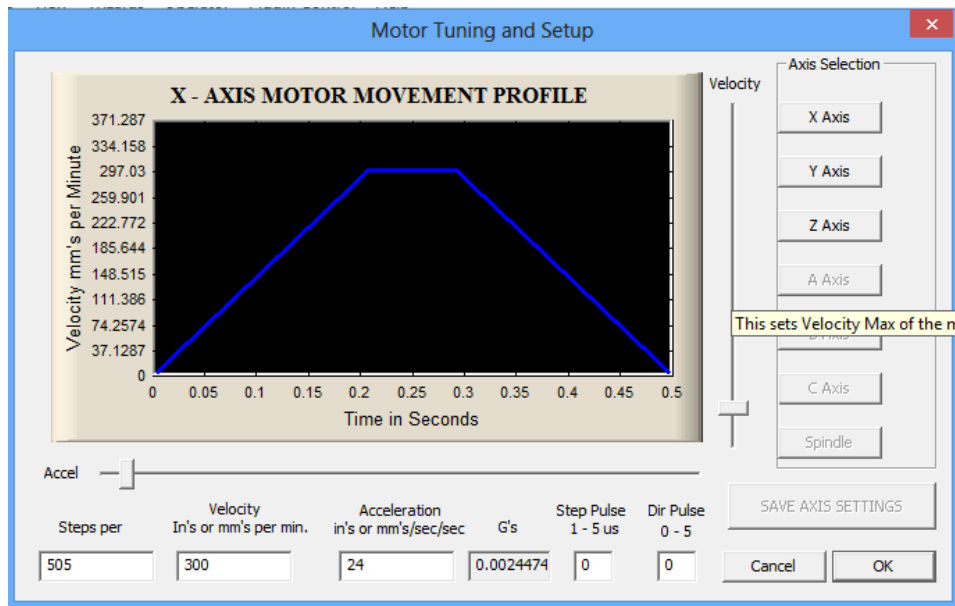 Motor Tuning and Setup
X - AXIS MOTOR MOVEMENT PROFILE
Velocity mm's per Minute
371.287
334.158
297.03
259.901
222.772
185.644
148.515
111.386
74.2574
37.1287
0
0 0.05 0.1 0.15 0.2 0.25 0.3 0.35 0.4 0.45 0.5
Time in Seconds
Velocity
Axis Selection
X Axis
Y Axis
Z Axis
A Axis
This sets Velocity Max of the
C Axis
Spindle
Accel
SAVE AXIS SETTINGS
Steps per
505
Velocity
In's or mm's per min.
300
Acceleration
in's or mm's/sec/sec
24
G's
0.0024474
Step Pulse
1 - 5 us
0
Dir Pulse
0 - 5
0
Cancel
OK